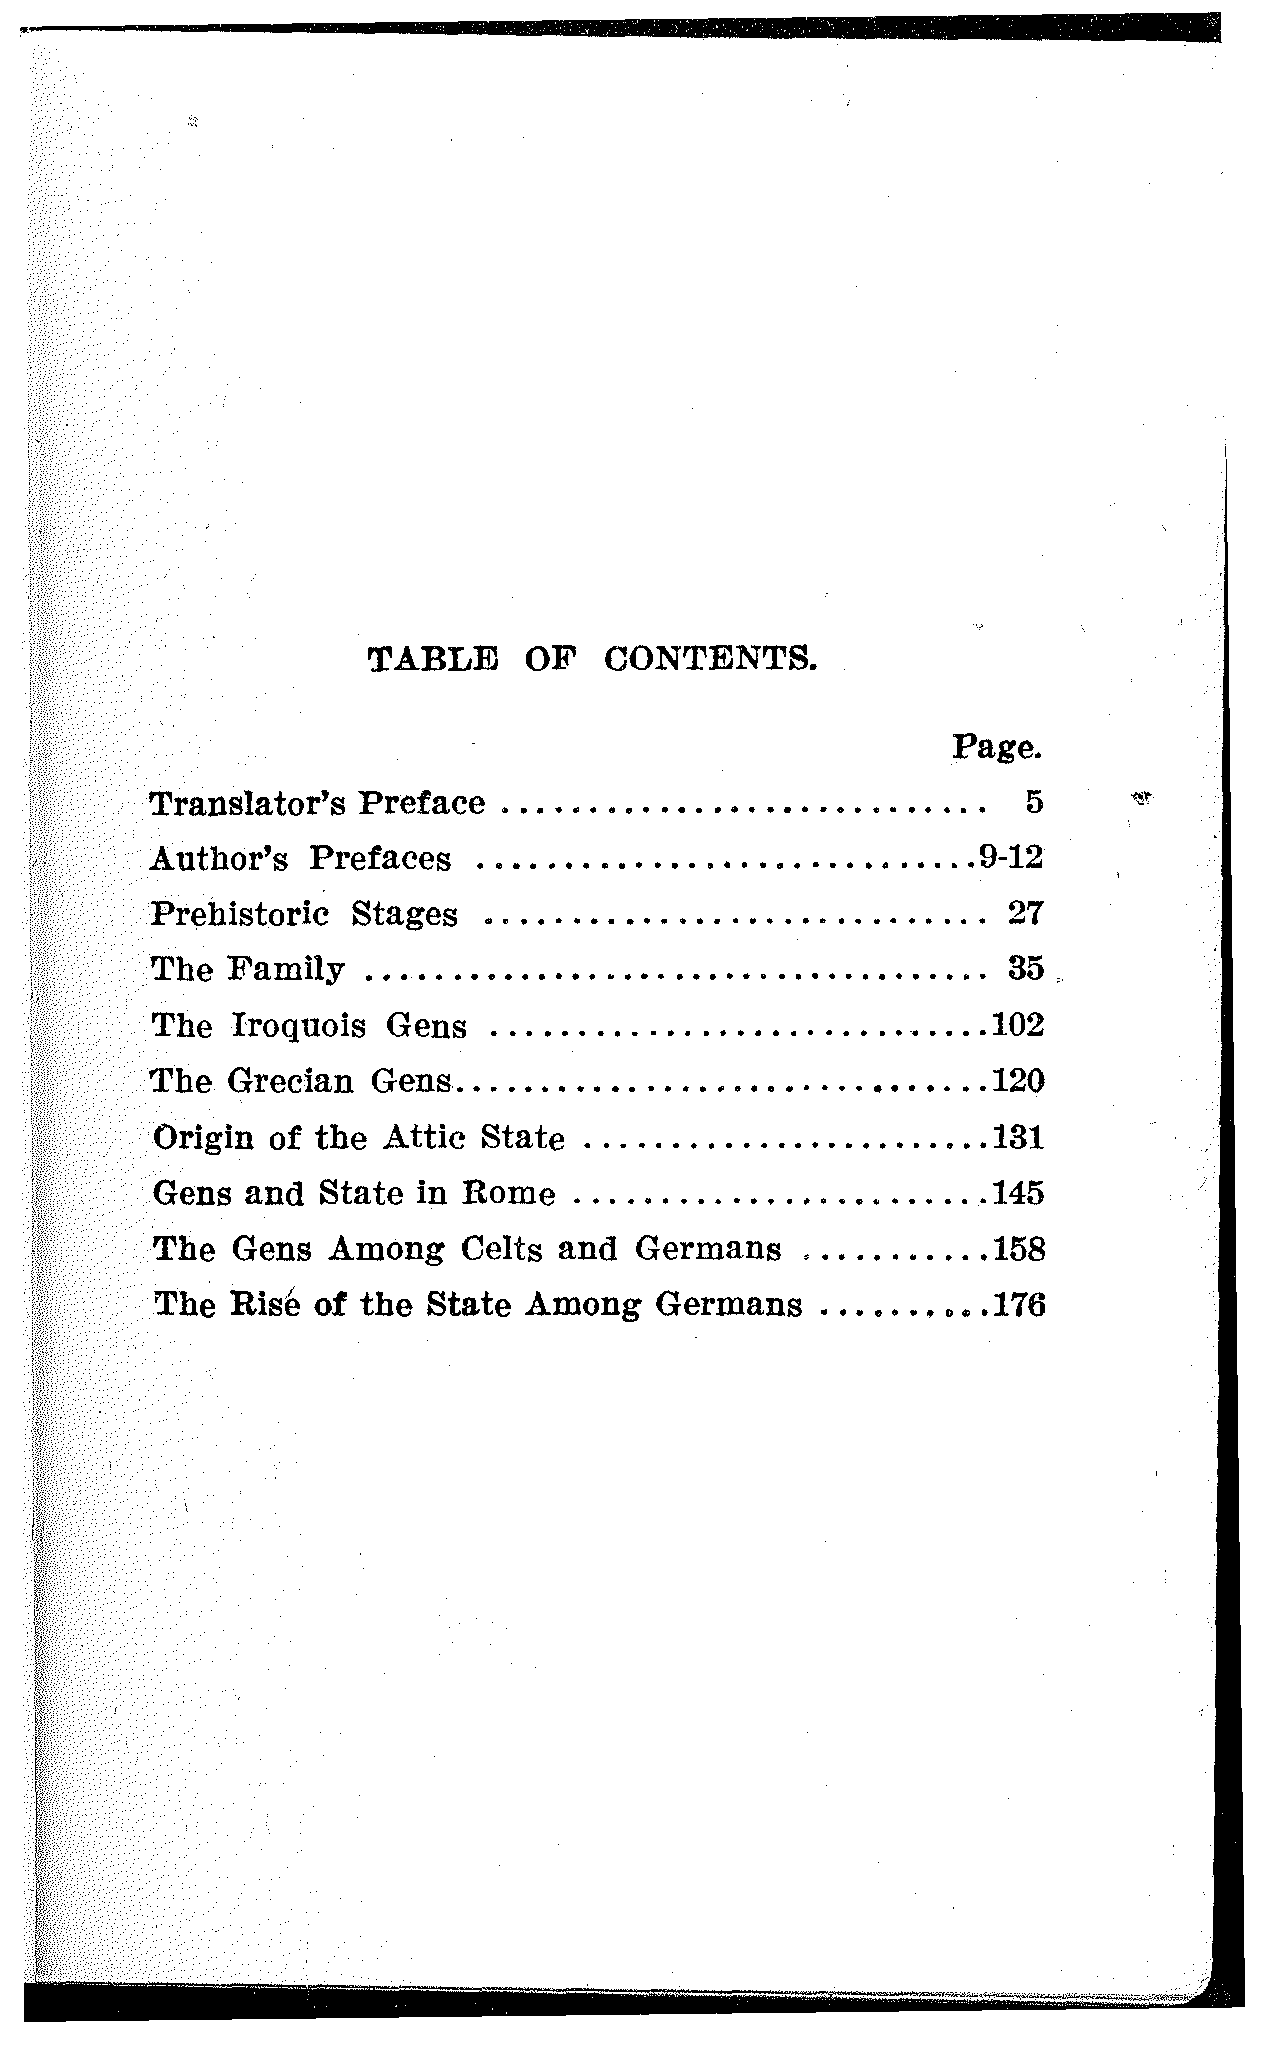 TABLE OF CONTENTS.
Page.
Translator's Preface ............................ 5
Author's Prefaces .............................9-12
Prehistoric Stages ............................. 27
The Family .................................... 35
The Iroquois Gens .............................102
The Grecian Gens...............................120
Origin of the Attic State ........................131
Gens and State in Rome ........................145
The Gens Among Celts and Germans ...........158
The Rise of the State Among Germans ..........176